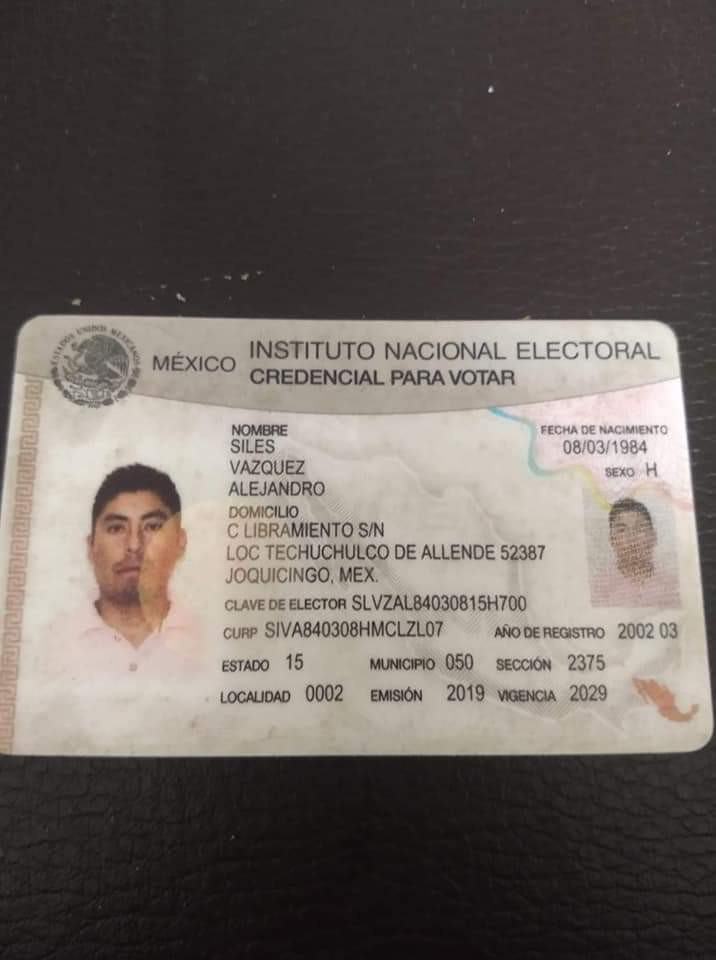 ESTADOS UNIDOS MEXICANOS
MÉXICO INSTITUTO NACIONAL ELECTORAL
CREDENCIAL PARA VOTAR
NOMBRE
SILES
VAZQUEZ
ALEJANDRO
FECHA DE NACIMIENTO
08/03/1984
SEXO H
DOMICILIO
C LIBRAMIENTO S/N
LOC TECHUCHULCO DE ALLENDE 52387
JOQUICINGO, MEX.
CLAVE DE ELECTOR SLVZAL84030815H700
CURP SIVA840308HMCLZL07 AÑO DE REGISTRO 2002 03
ESTADO 15 MUNICIPIO 050 SECCIÓN 2375
LOCALIDAD 0002 EMISIÓN 2019 VIGENCIA 2029